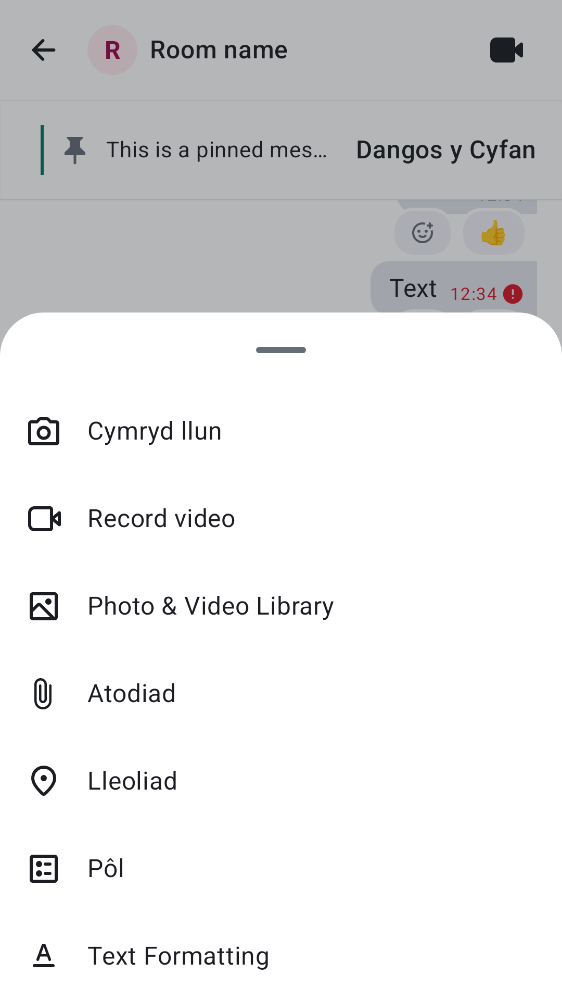 R Room name
This is a pinned mes... Dangos y Cyfan
Text 12:34
Cymryd llun
Record video
Photo & Video Library
Atodiad
Lleoliad
Pôl
Text Formatting